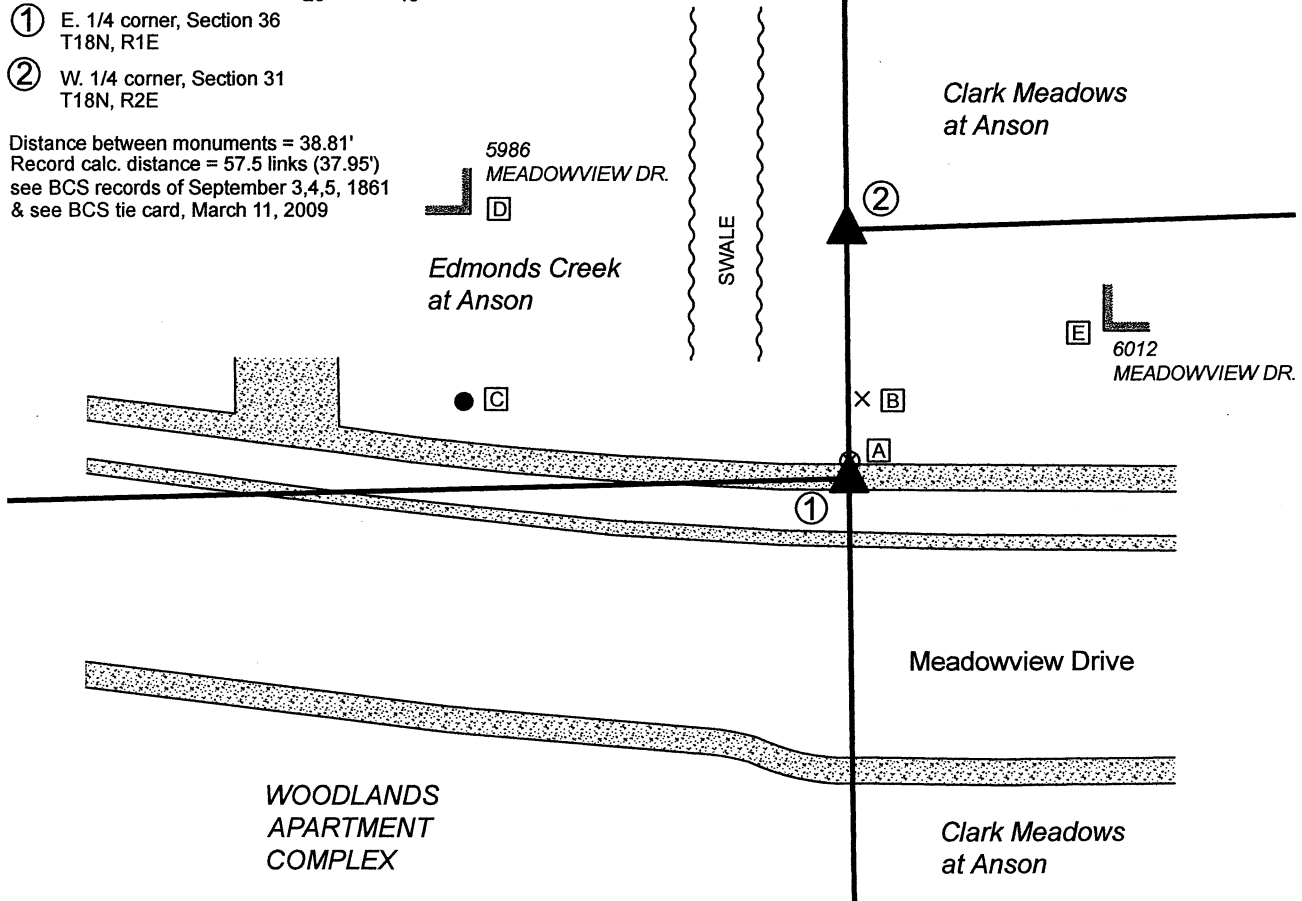 ① E. 1/4 corner, Section 36
T18N, R1E
② W. 1/4 corner, Section 31
T18N, R2E
Distance between monuments = 38.81'
Record calc. distance = 57.5 links (37.95')
see BCS records of September 3,4,5, 1861
& see BCS tie card, March 11, 2009
5986
MEADOWVIEW DR.
D
Edmonds Creek
at Anson
SWALE
Clark Meadows
at Anson
②
E
6012
MEADOWVIEW DR.
C
B
A
①
Meadowview Drive
WOODLANDS
APARTMENT
COMPLEX
Clark Meadows
at Anson